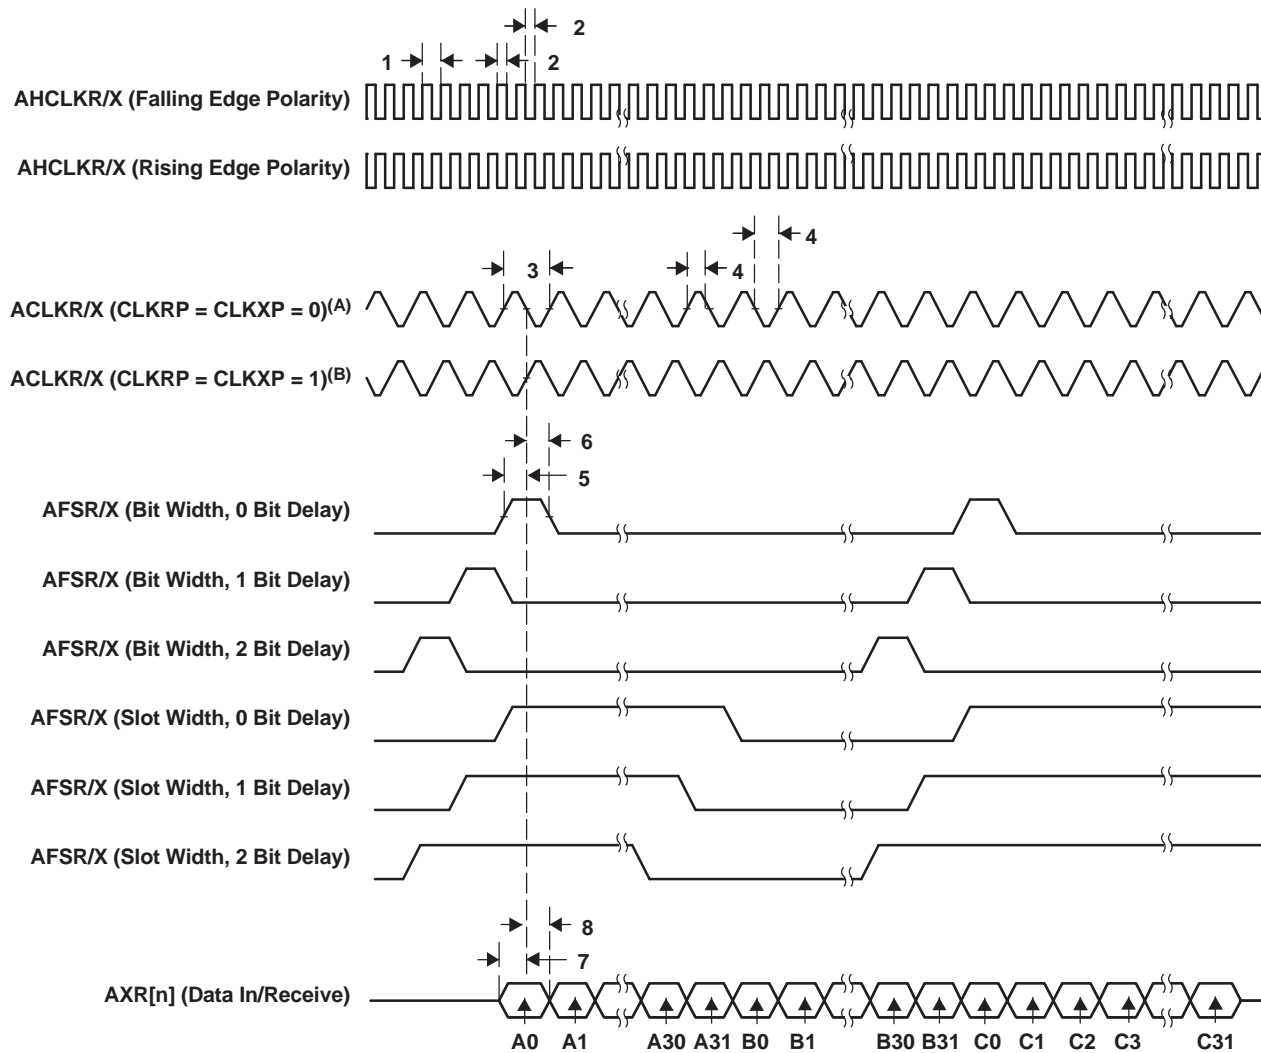 2
1
2
AHCLKR/X (Falling Edge Polarity)
AHCLKR/X (Rising Edge Polarity)
4
3
4
ACLKR/X (CLKRP = CLKXP = 0)(A)
ACLKR/X (CLKRP = CLKXP = 1)(B)
6
5
AFSR/X (Bit Width, 0 Bit Delay)
AFSR/X (Bit Width, 1 Bit Delay)
AFSR/X (Bit Width, 2 Bit Delay)
AFSR/X (Slot Width, 0 Bit Delay)
AFSR/X (Slot Width, 1 Bit Delay)
AFSR/X (Slot Width, 2 Bit Delay)
8
7
AXR[n] (Data In/Receive)
A0 A1 A30 A31 B0 B1 B30 B31 C0 C1 C2 C3 C31